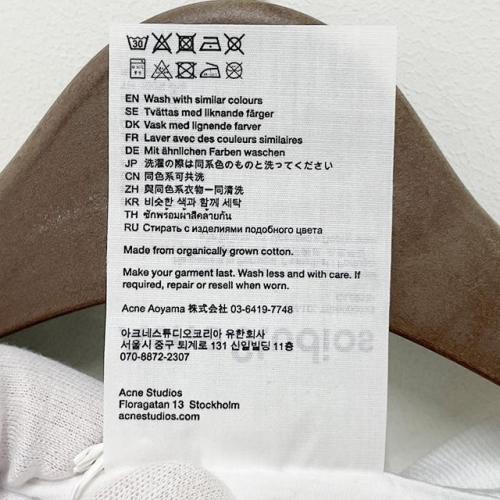 30
EN Wash with similar colours
SE Tvättas med liknande färger
DK Vask med lignende farver
FR Laver avec des couleurs similaires
DE Mit ähnlichen Farben waschen
JP 洗濯の際は同系色のものと洗ってください
CN 同色系可共洗
ZH 與同色系衣物一同清洗
KR 비슷한 색과 함께 세탁
TH ซักพร้อมผ้าสีคล้ายกัน
RU Стирать с изделиями подобного цвета
Made from organically grown cotton.
Make your garment last. Wash less and with care. If
required, repair or resell when worn.
Acne Aoyama 株式会社 03-6419-7748
아크네스튜디오코리아 유한회사
서울시 중구 퇴계로 131 신일빌딩 11층
070-8872-2307
Acne Studios
Floragatan 13 Stockholm
acnestudios.com